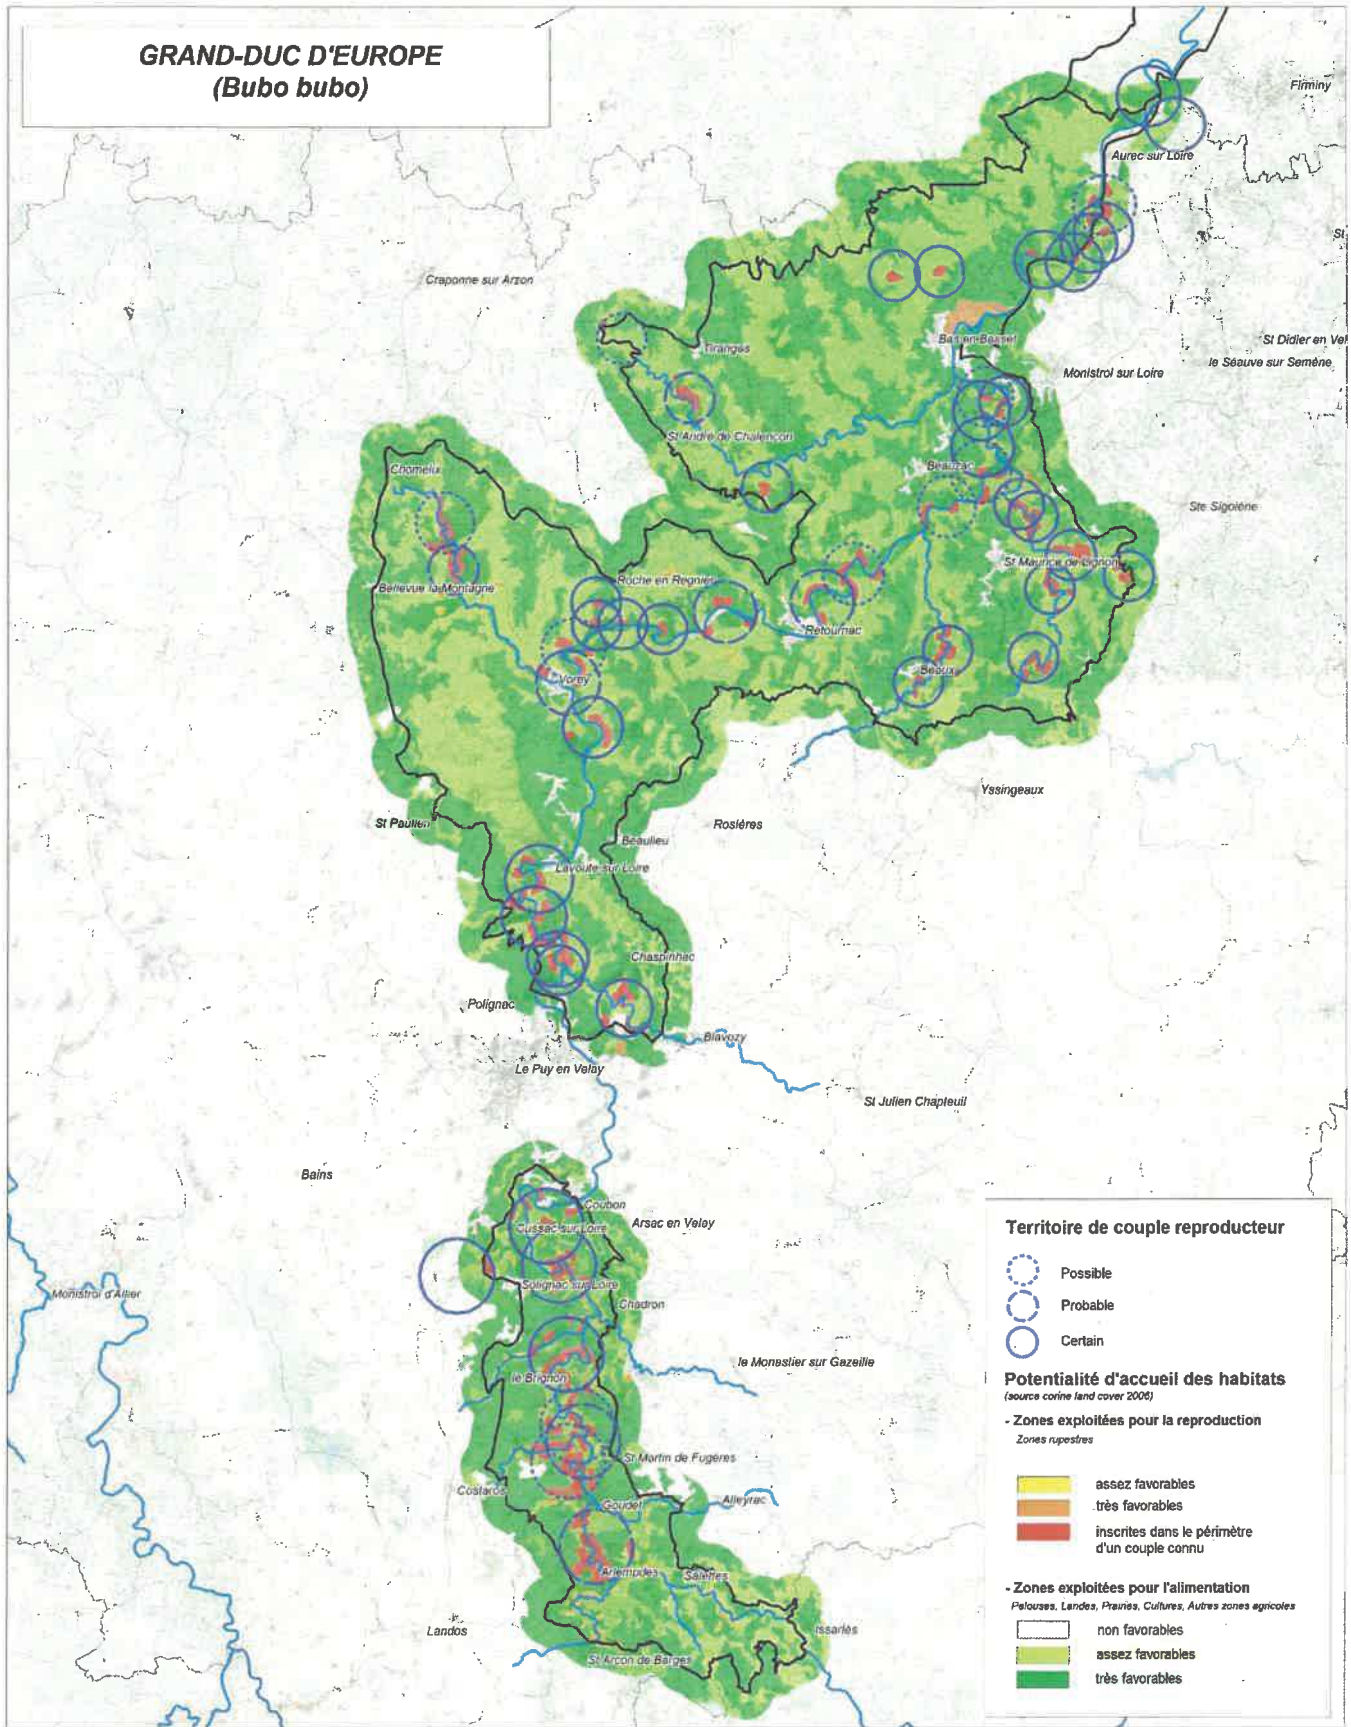 GRAND-DUC D'EUROPE
(Bubo bubo)
Firminy
Aurec sur Loire
St
Craponne sur Arzon
Tiranges
Bas en Basset
St Didier en Vel
la Séauve sur Semène
Monistrol sur Loire
St André de Chalencon
Beauzac
Chomelix
Ste Sigolène
St Maurice de Lignon
Roche en Regnier
Bellevue la Montagne
Retournac
Vorey
Beaux
Yssingeaux
St Paulien
Rosières
Beaulieu
Lavoute sur Loire
Chaspinhac
Polignac
Blavozy
Le Puy en Velay
St Julien Chapteuil
Bains
Coubon
Arsac en Velay
Cussac sur Loire
Solignac sur Loire
Monistrol d'Allier
Chadron
le Monastier sur Gazeille
le Brignon
St Martin de Fugères
Costaros
Goudet
Alleyrac
Arlempdes
Salettes
Landos
Issarlès
St Arcon de Barges
Territoire de couple reproducteur
Possible
Probable
Certain
Potentialité d'accueil des habitats
(source corine land cover 2006)
- Zones exploitées pour la reproduction
Zones rupestres
assez favorables
très favorables
inscrites dans le périmètre
d'un couple connu
- Zones exploitées pour l'alimentation
Pelouses, Landes, Prairies, Cultures, Autres zones agricoles
non favorables
assez favorables
très favorables